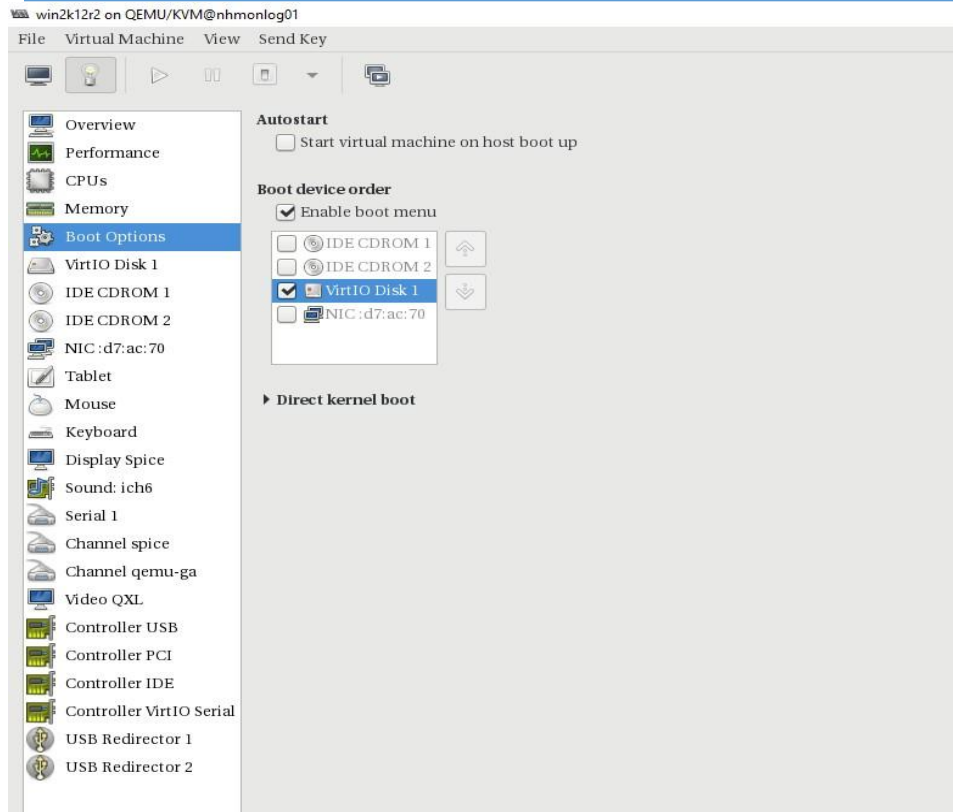 win2k12r2 on QEMU/KVM@nhmonlog01
File Virtual Machine View Send Key
Overview
Performance
CPUs
Memory
Boot Options
VirtIO Disk 1
IDE CDROM 1
IDE CDROM 2
NIC :d7:ac:70
Tablet
Mouse
Keyboard
Display Spice
Sound: ich6
Serial 1
Channel spice
Channel qemu-ga
Video QXL
Controller USB
Controller PCI
Controller IDE
Controller VirtIO Serial
USB Redirector 1
USB Redirector 2
Autostart
Start virtual machine on host boot up
Boot device order
Enable boot menu
IDE CDROM 1
IDE CDROM 2
VirtIO Disk 1
NIC :d7:ac:70
Direct kernel boot